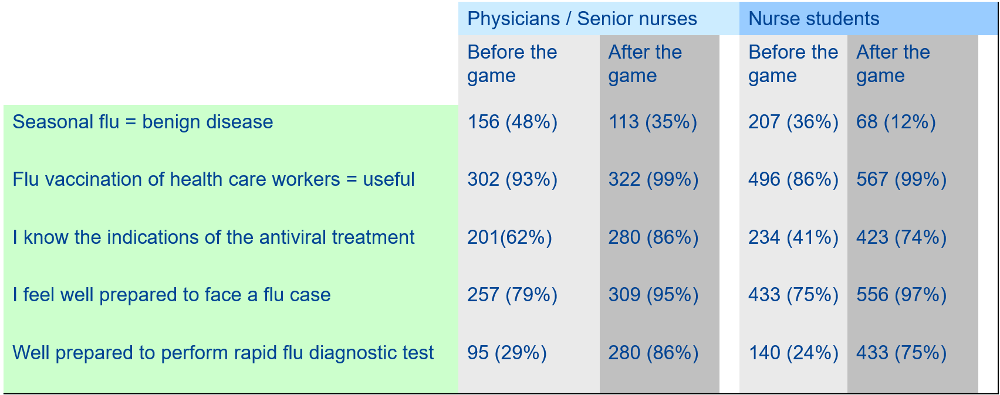 Physicians / Senior nurses Nurse students
Before the After the Before the After the
game game game game
Seasonal flu = benign disease 156 (48%) 113 (35%) 207 (36%) 68 (12%)
Flu vaccination of health care workers = useful 302 (93%) 322 (99%) 496 (86%) 567 (99%)
I know the indications of the antiviral treatment 201(62%) 280 (86%) 234 (41%) 423 (74%)
I feel well prepared to face a flu case 257 (79%) 309 (95%) 433 (75%) 556 (97%)
Well prepared to perform rapid flu diagnostic test 95 (29%) 280 (86%) 140 (24%) 433 (75%)